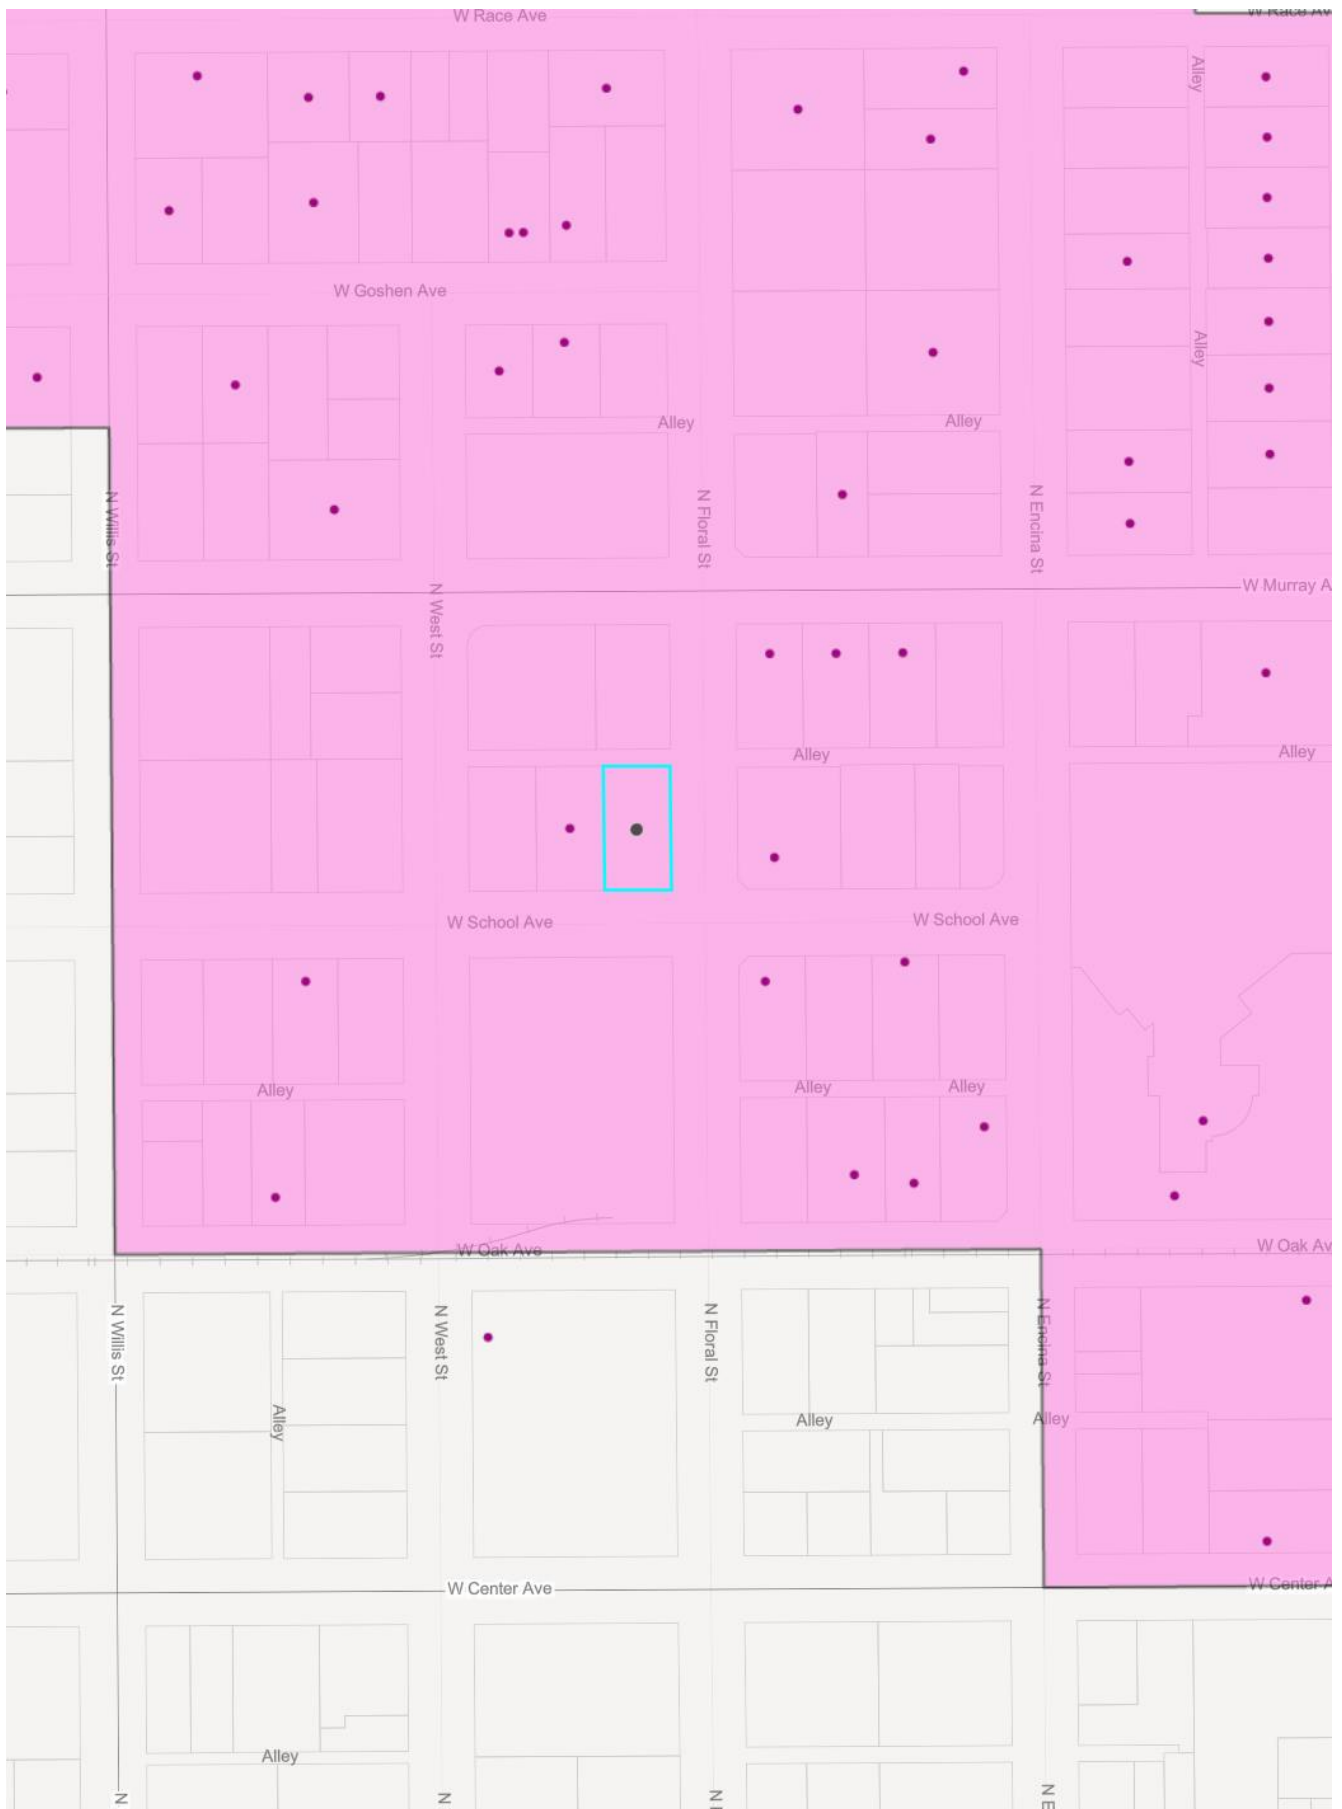 W Race Ave
W Race Av
Alley
W Goshen Ave
Alley
Alley
Alley
N Willis St
N Floral St
N Encina St
W Murray A
N West St
Alley
Alley
W School Ave
W School Ave
Alley
Alley
Alley
W Oak Ave
W Oak Av
N Willis St
N West St
N Floral St
N Encina St
Alley
Alley
Alley
W Center Ave
W Center A
Alley
N
N
N
N E